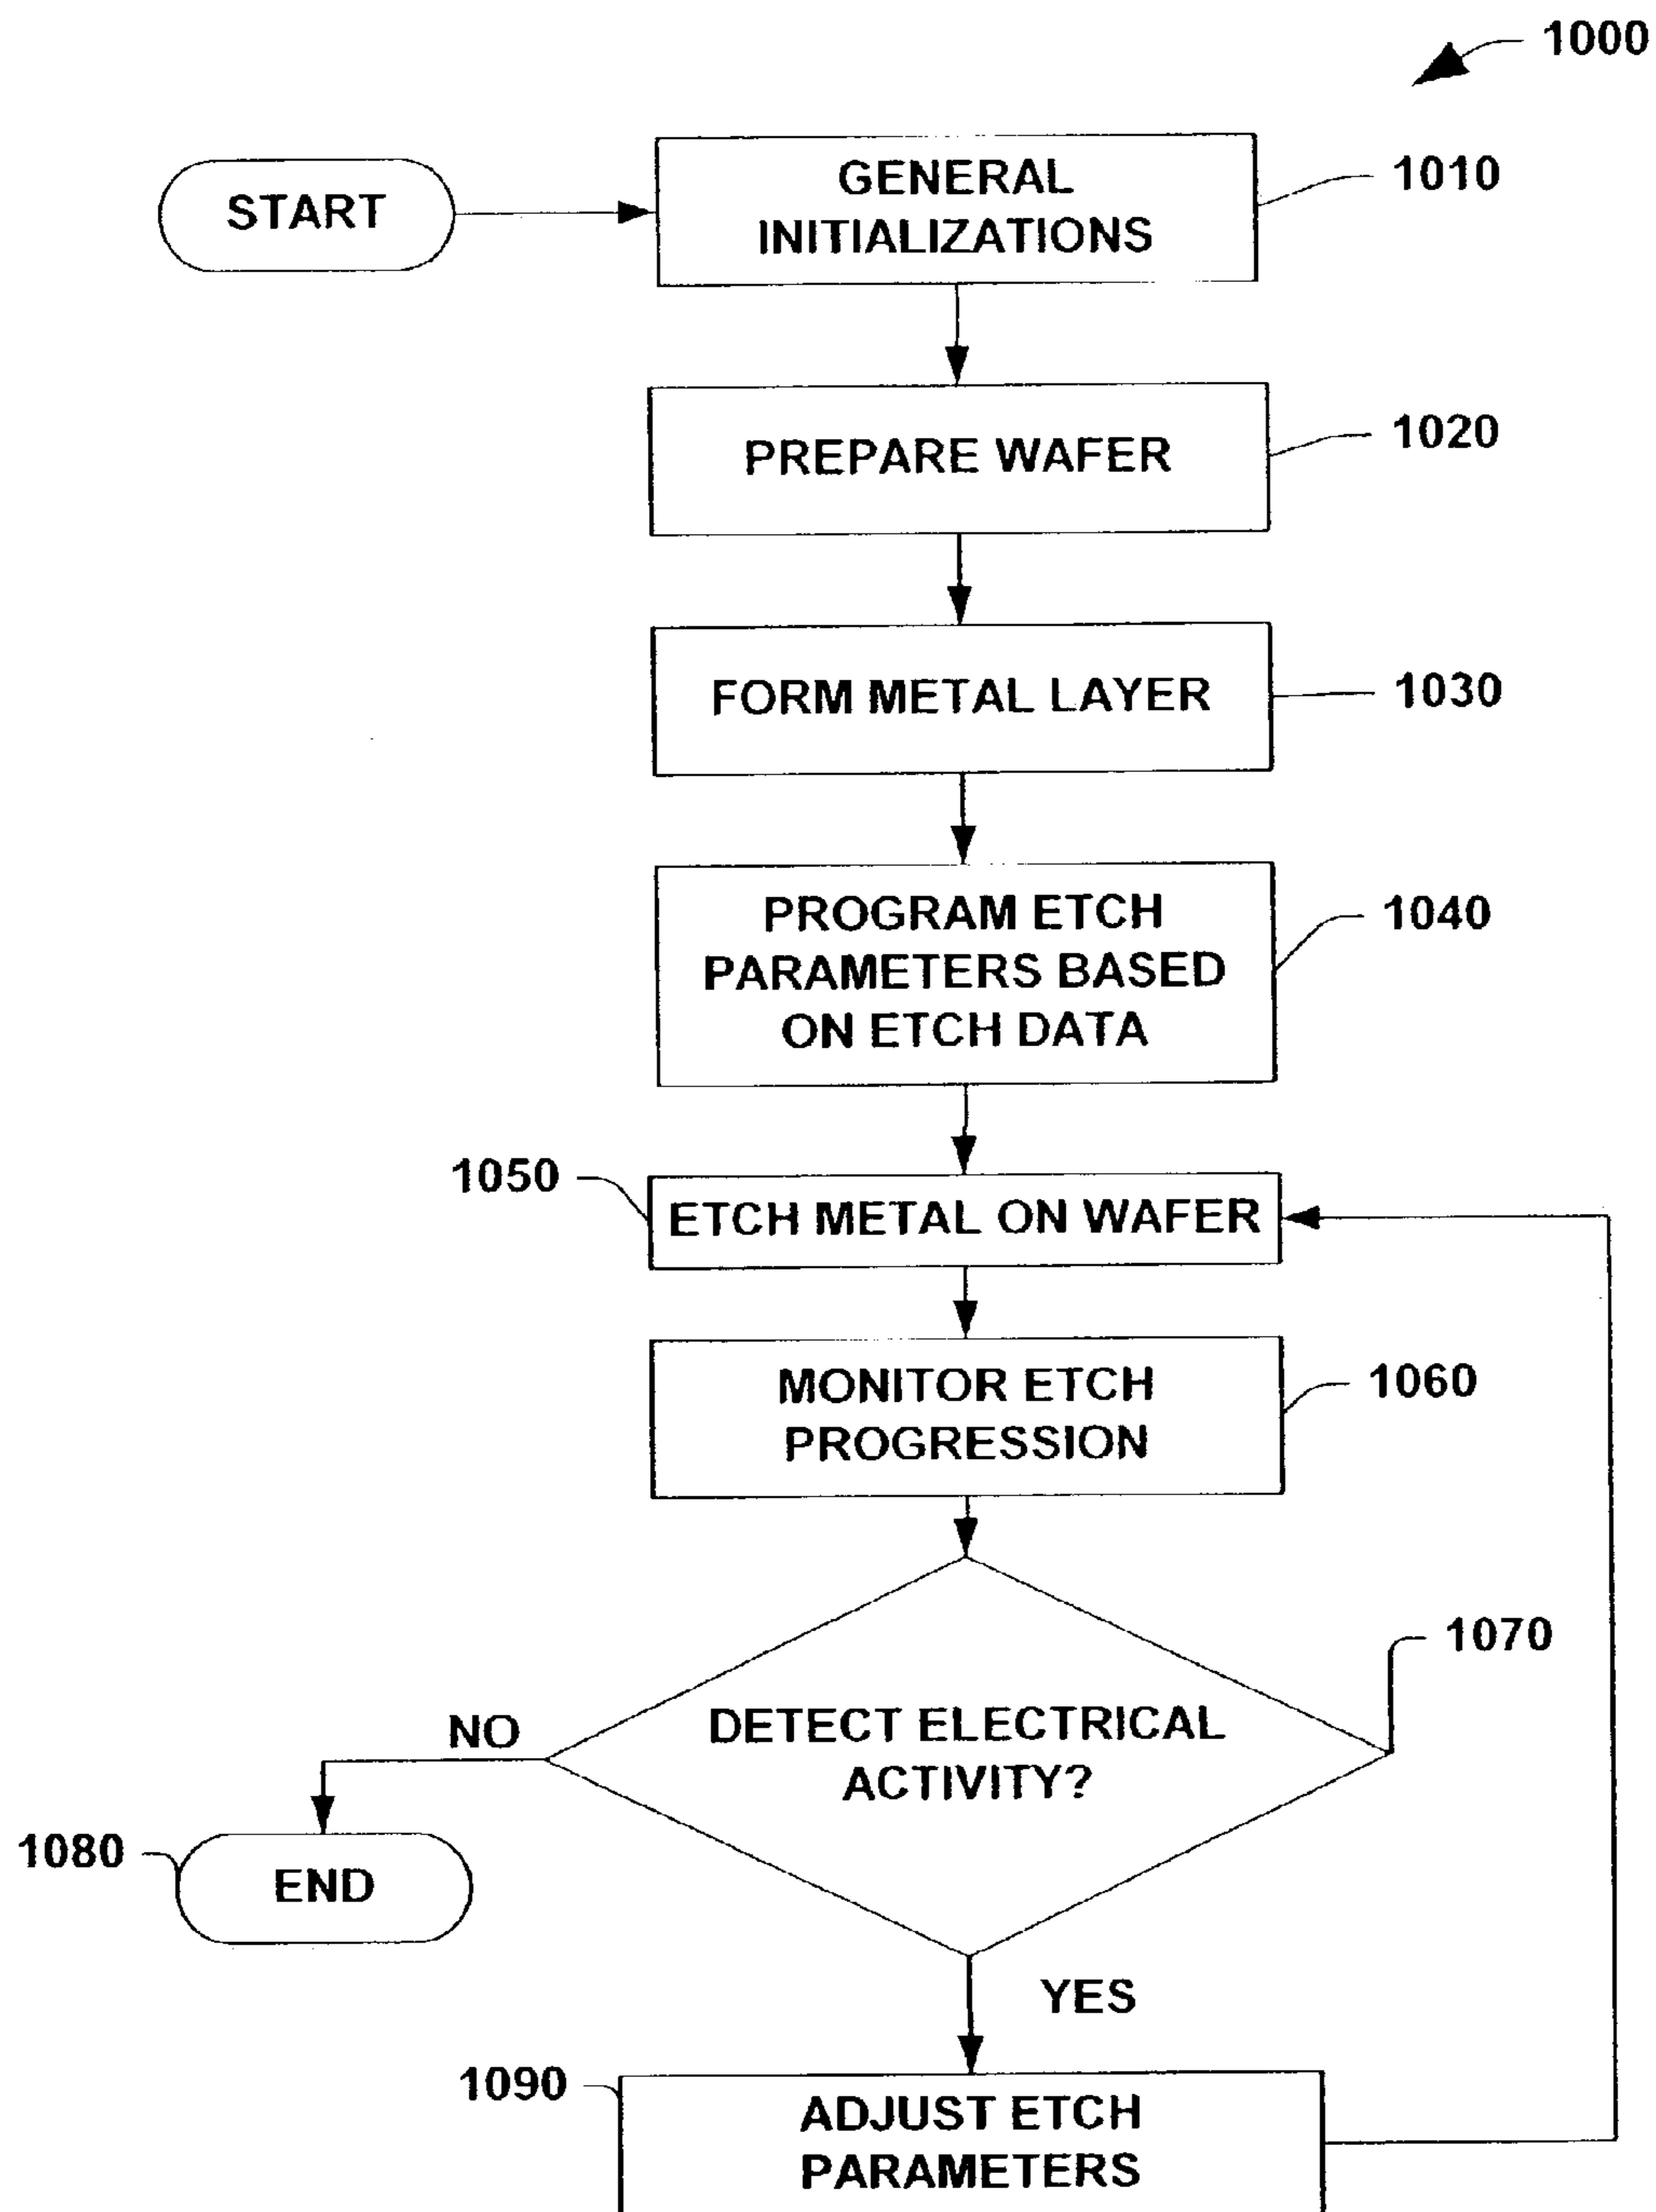 1000
START
GENERAL
INITIALIZATIONS
1010
PREPARE WAFER
1020
FORM METAL LAYER
1030
PROGRAM ETCH
PARAMETERS BASED
ON ETCH DATA
1040
1050
ETCH METAL ON WAFER
MONITOR ETCH
PROGRESSION
1060
1070
DETECT ELECTRICAL
ACTIVITY?
NO
1080
END
YES
1090
ADJUST ETCH
PARAMETERS